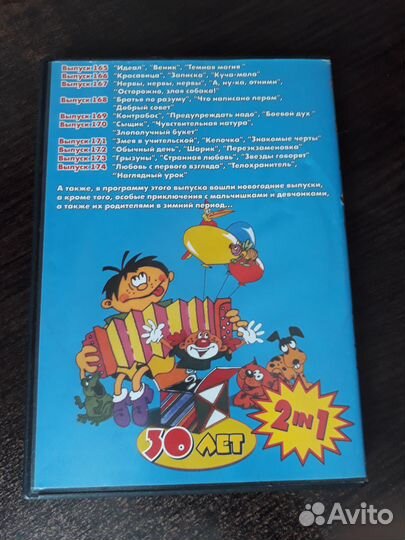 Выпуск 165 "Идеал", "Веник", "Темная магия"
Выпуск 166 "Красавица", "Записка", "Куча-мала"
Выпуск 167 "Нервы, нервы, нервы", "А, ну-ка, отними",
"Осторожно, злая собака!"
Выпуск 168 "Братья по разуму", "Что написано пером",
"Добрый совет"
Выпуск 169 "Контрабас", "Предупреждать надо", "Боевой дух"
Выпуск 170 "Сыщик", "Чувствительная натура",
"Злополучный букет"
Выпуск 171 "Змея в учительской", "Кепочка", "Знакомые черты"
Выпуск 172 "Обычный день", "Шарик", "Переэкзаменовка"
Выпуск 173 "Грызуны", "Странная любовь", "Звезды говорят"
Выпуск 174 "Любовь с первого взгляда", "Телохранитель",
"Наглядный урок"
А также, в программу этого выпуска вошли новогодние выпуски,
а кроме того, особые приключения с мальчишками и девчонками,
а также их родителями в зимний период...
2 in 1
30 ЛЕТ
Avito